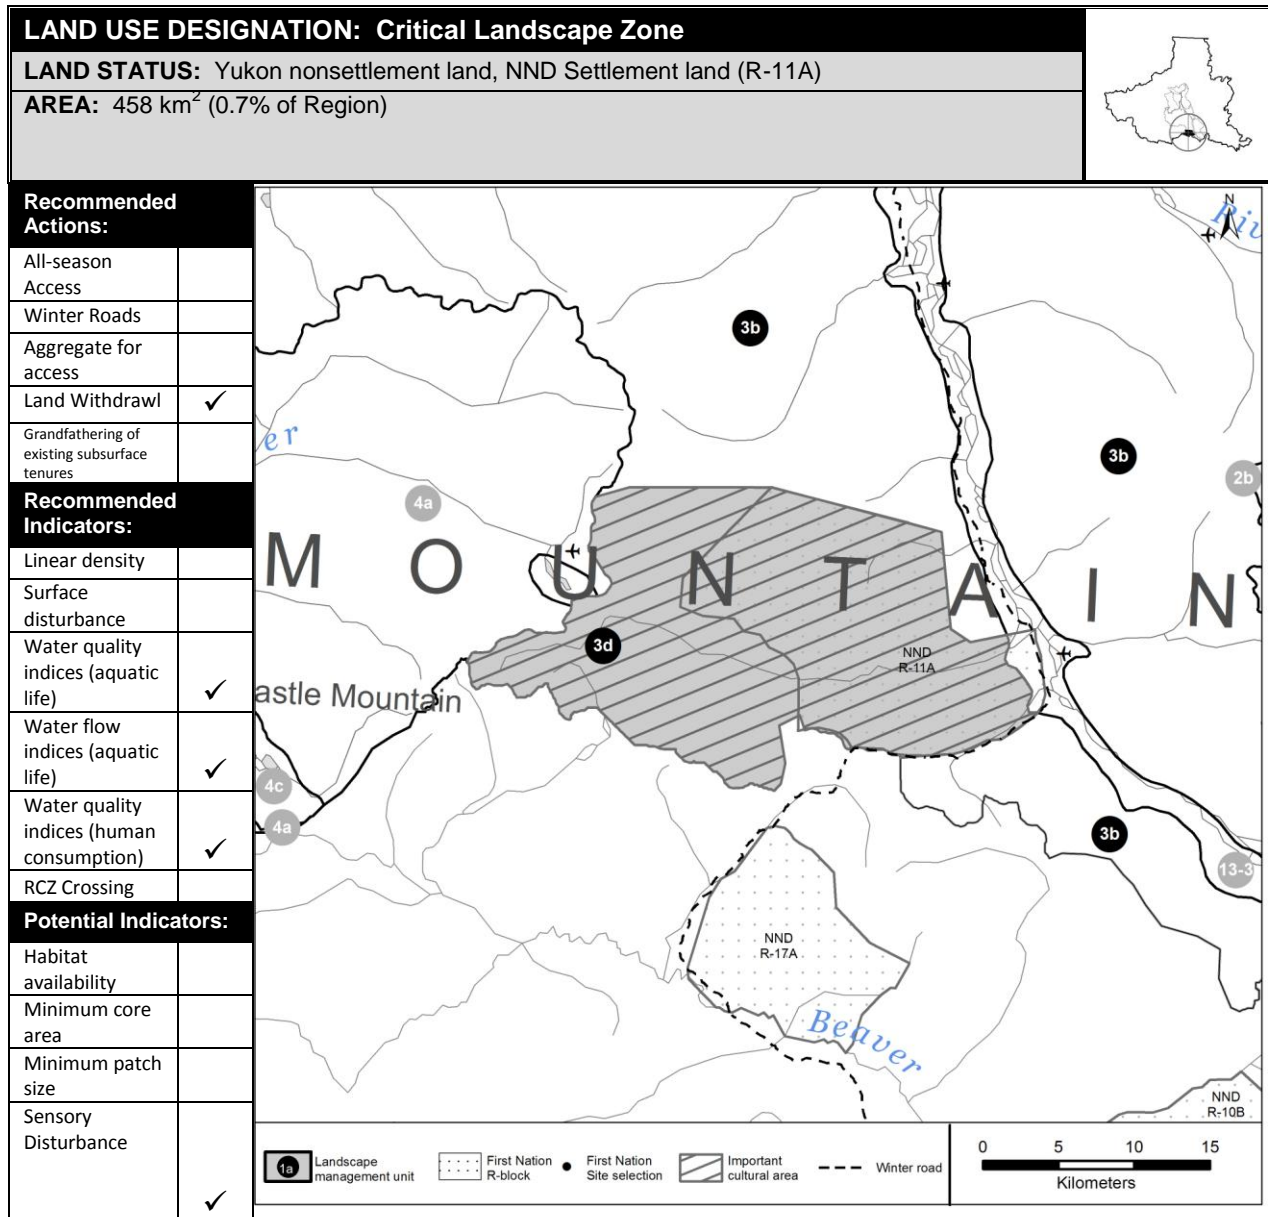 LAND USE DESIGNATION: Critical Landscape Zone
LAND STATUS: Yukon nonsettlement land, NND Settlement land (R-11A)
AREA: 458 km² (0.7% of Region)
Recommended
Actions:
All-season
Access
Winter Roads
Aggregate for
access
Land Withdrawl ✓
Grandfathering of
existing subsurface
tenures
Recommended
Indicators:
Linear density
Surface
disturbance
Water quality
indices (aquatic
life) ✓
Water flow
indices (aquatic
life) ✓
Water quality
indices (human
consumption) ✓
RCZ Crossing
Potential Indicators:
Habitat
availability
Minimum core
area
Minimum patch
size
Sensory
Disturbance
✓
N
Riv
3b
er
3b
2b
4a
MOUNTAIN
3d
NND
R-11A
astle Mountain
4c
4a
3b
13-3
NND
R-17A
Beaver
NND
R-10B
1a
Landscape
management unit
First Nation
R-block
First Nation
Site selection
Important
cultural area
Winter road
0 5 10 15
Kilometers